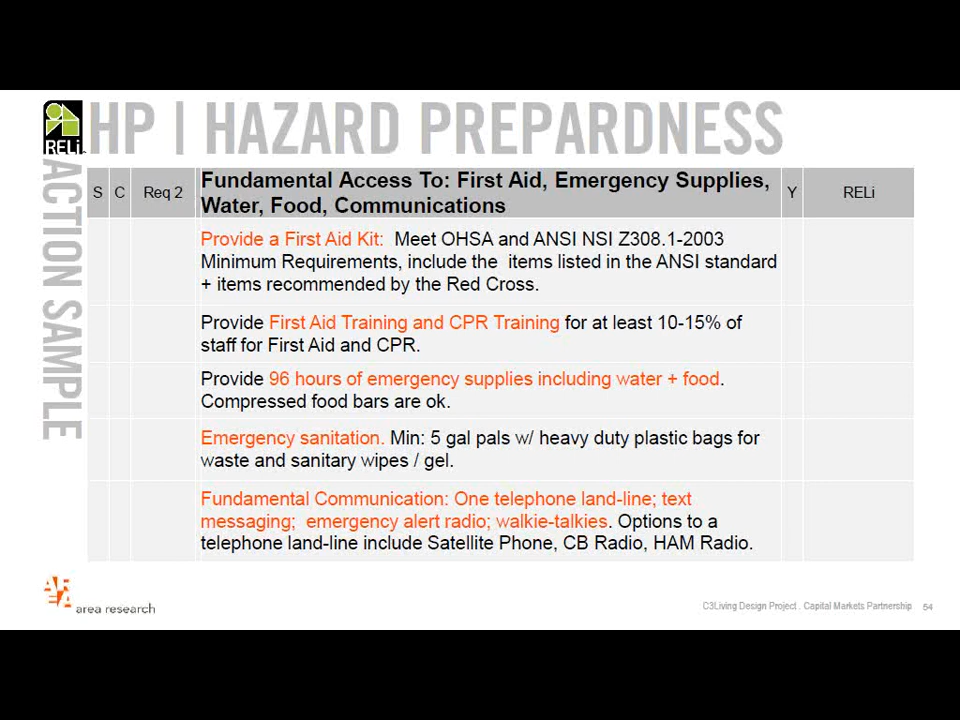 RELi
HP | HAZARD PREPARDNESS
ACTION SAMPLE
S C Req 2 Fundamental Access To: First Aid, Emergency Supplies, Water, Food, Communications Y RELi
Provide a First Aid Kit: Meet OHSA and ANSI NSI Z308.1-2003
Minimum Requirements, include the items listed in the ANSI standard
+ items recommended by the Red Cross.
Provide First Aid Training and CPR Training for at least 10-15% of
staff for First Aid and CPR.
Provide 96 hours of emergency supplies including water + food.
Compressed food bars are ok.
Emergency sanitation. Min: 5 gal pals w/ heavy duty plastic bags for
waste and sanitary wipes / gel.
Fundamental Communication: One telephone land-line; text
messaging; emergency alert radio; walkie-talkies. Options to a
telephone land-line include Satellite Phone, CB Radio, HAM Radio.
AREA area research
C3Living Design Project . Capital Markets Partnership 54